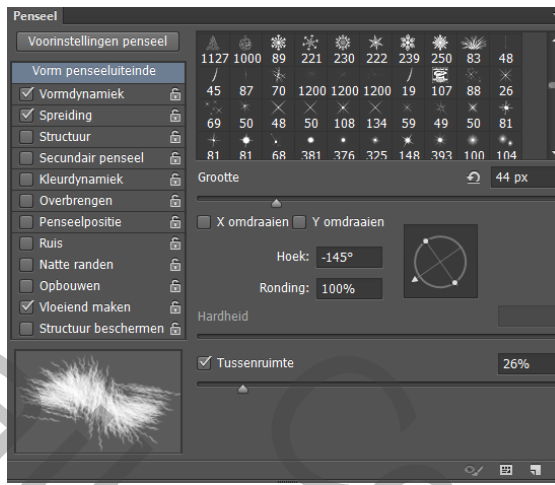 Penseel
Voorinstellingen penseel
Vorm penseeluiteinde
Vormdynamiek
Spreiding
Structuur
Secundair penseel
Kleurdynamiek
Overbrengen
Penseelpositie
Ruis
Natte randen
Opbouwen
Vloeiend maken
Structuur beschermen
1127 1000 89 221 230 222 239 250 83 48
45 87 70 1200 1200 1200 19 107 88 26
69 50 48 50 108 134 59 49 50 81
81 81 68 381 376 325 148 393 100 104
Grootte 44 px
X omdraaien Y omdraaien
Hoek: -145°
Ronding: 100%
Hardheid
Tussenruimte 26%